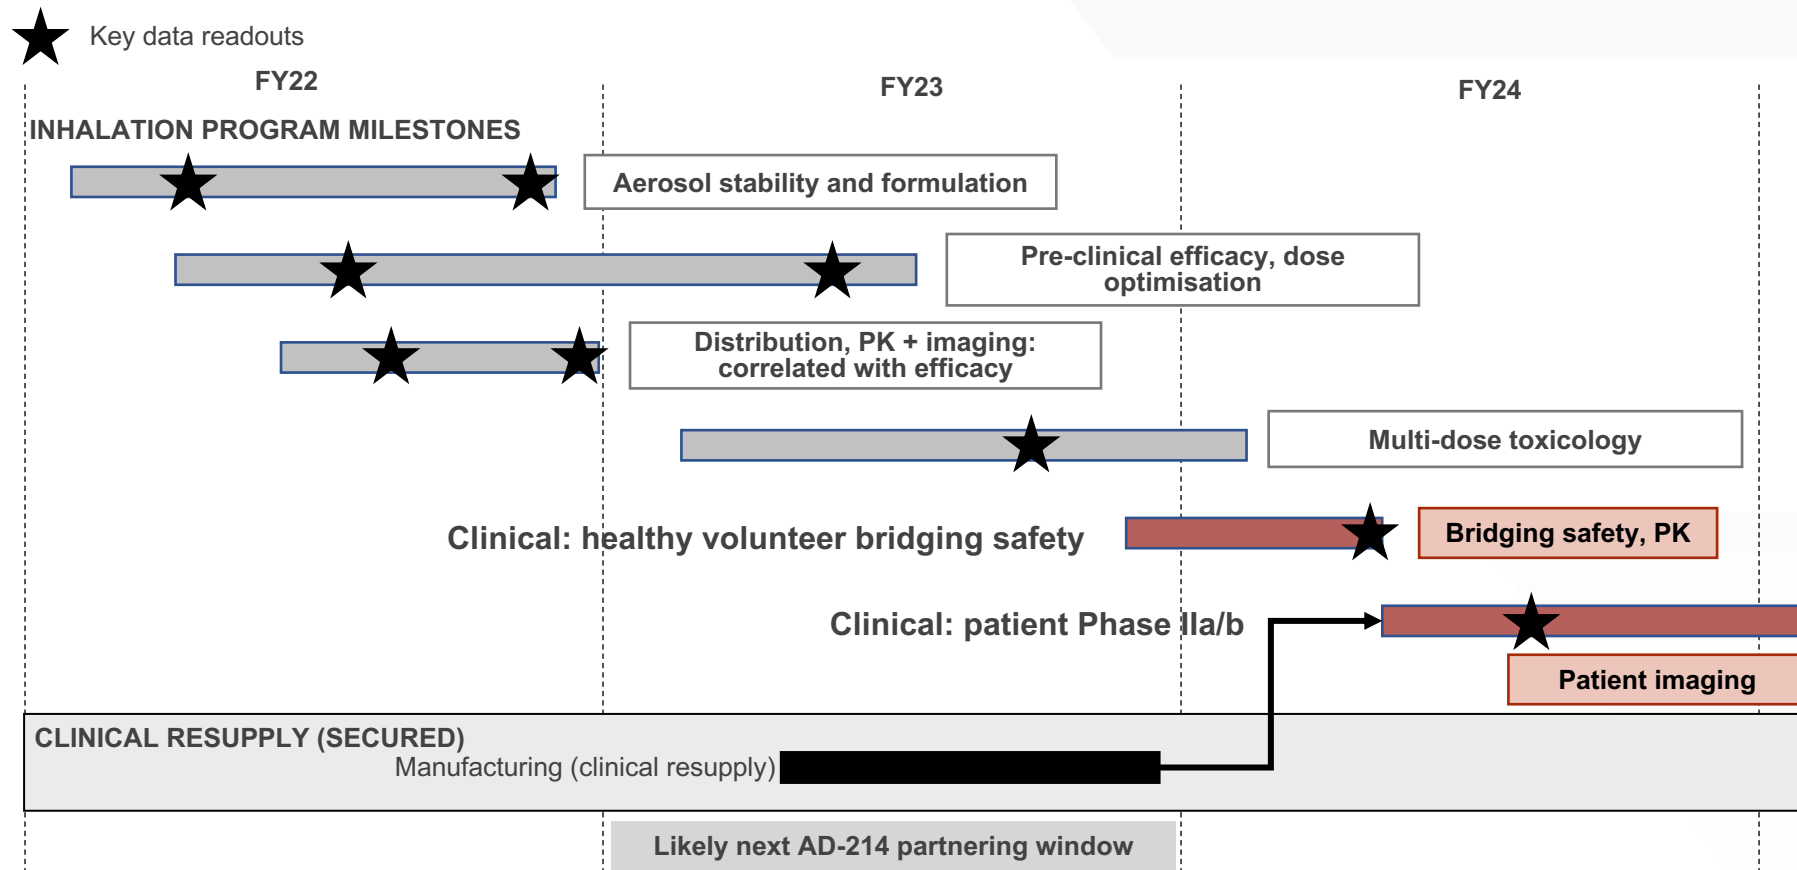 Key data readouts
FY22
FY23
FY24
INHALATION PROGRAM MILESTONES
Aerosol stability and formulation
Pre-clinical efficacy, dose
optimisation
Distribution, PK + imaging:
correlated with efficacy
Multi-dose toxicology
Clinical: healthy volunteer bridging safety
Bridging safety, PK
Clinical: patient Phase IIa/b
Patient imaging
CLINICAL RESUPPLY (SECURED)
Manufacturing (clinical resupply)
Likely next AD-214 partnering window